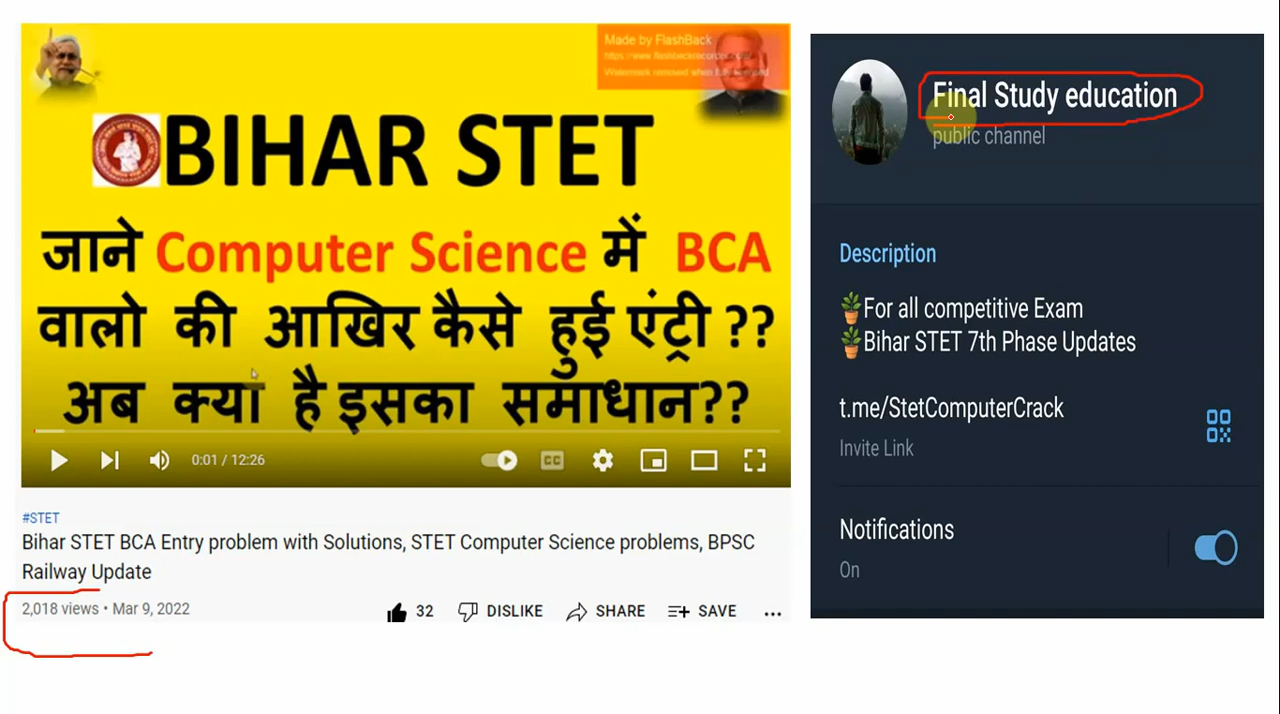 Made by FlashBack
BIHAR STET
जाने Computer Science में BCA
वालो की आखिर कैसे हुई एंट्री ??
अब क्या है इसका समाधान??
0:01 / 12:26
CC
#STET
Bihar STET BCA Entry problem with Solutions, STET Computer Science problems, BPSC
Railway Update
2,018 views • Mar 9, 2022
32 DISLIKE SHARE SAVE ...
Final Study education
public channel
Description
For all competitive Exam
Bihar STET 7th Phase Updates
t.me/StetComputerCrack
Invite Link
Notifications
On